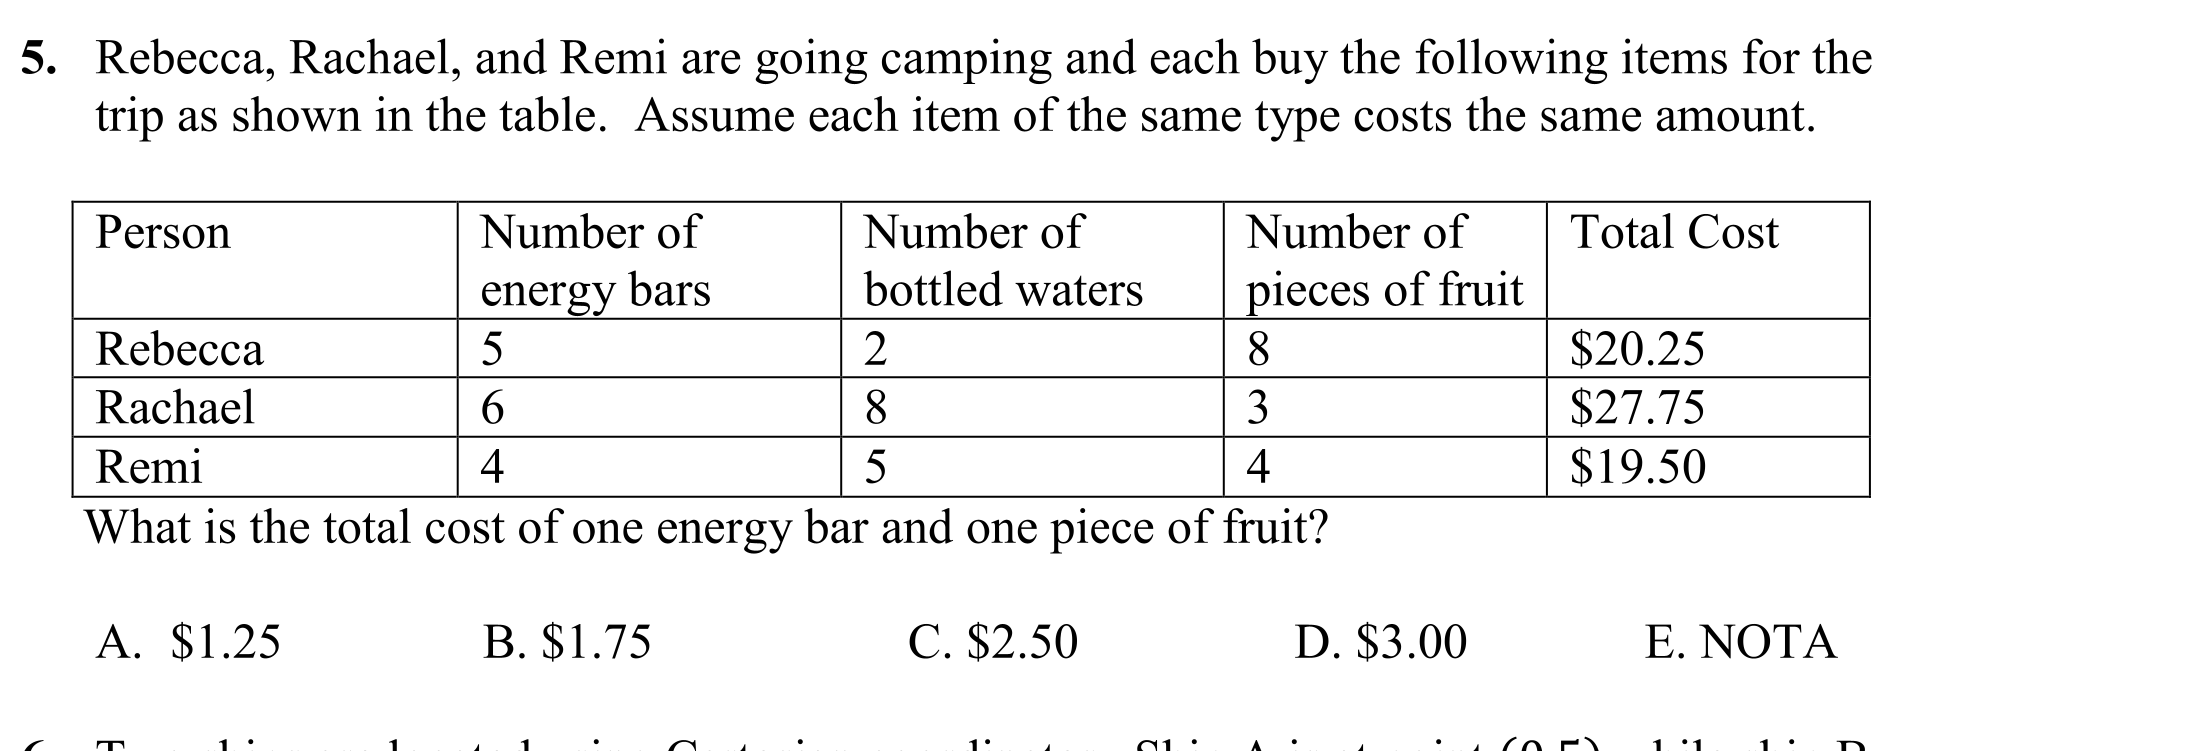 5. Rebecca, Rachael, and Remi are going camping and each buy the following items for the
trip as shown in the table. Assume each item of the same type costs the same amount.
Person Number of energy bars Number of bottled waters Number of pieces of fruit Total Cost
Rebecca 5 2 8 $20.25
Rachael 6 8 3 $27.75
Remi 4 5 4 $19.50
What is the total cost of one energy bar and one piece of fruit?
A. $1.25 B. $1.75 C. $2.50 D. $3.00 E. NOTA